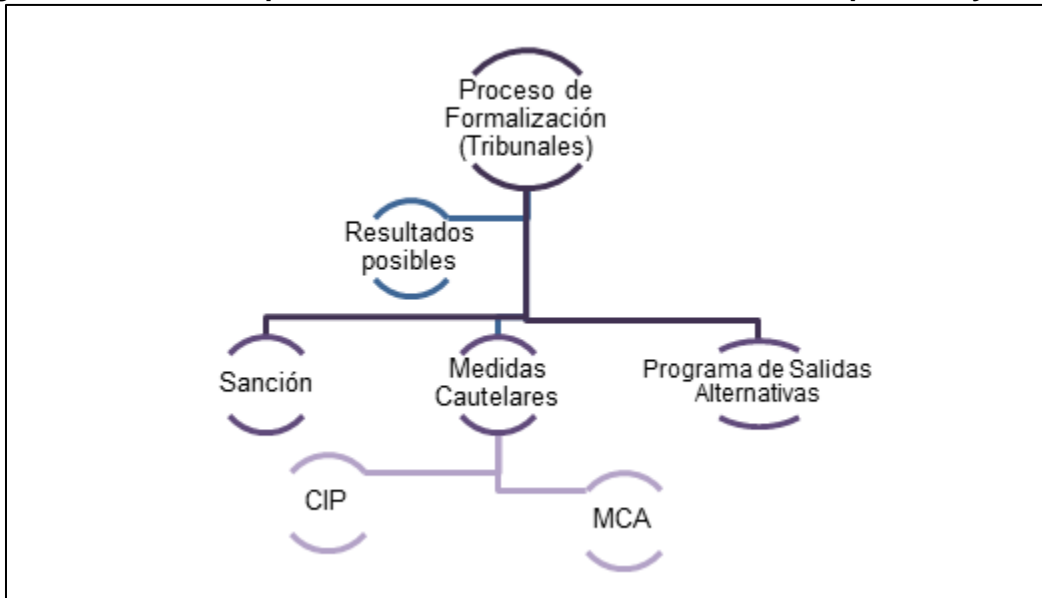 Proceso de
Formalización
(Tribunales)
Resultados
posibles
Sanción
Medidas
Cautelares
Programa de Salidas
Alternativas
CIP
MCA